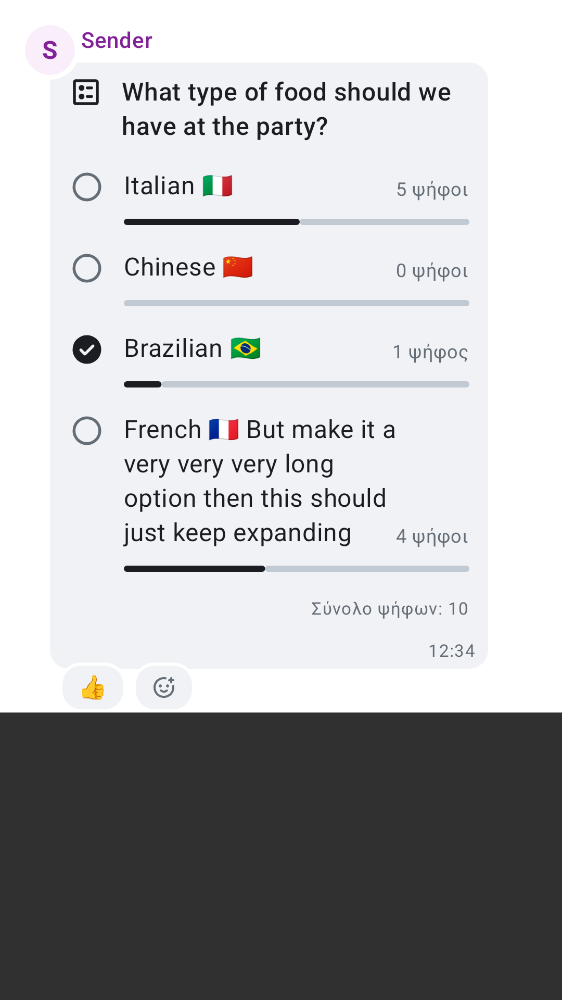 S
Sender
What type of food should we
have at the party?
Italian 🇮🇹
5 ψήφοι
Chinese 🇨🇳
0 ψήφοι
Brazilian 🇧🇷
1 ψήφος
French 🇫🇷 But make it a
very very very long
option then this should
just keep expanding
4 ψήφοι
Σύνολο ψήφων: 10
12:34
👍